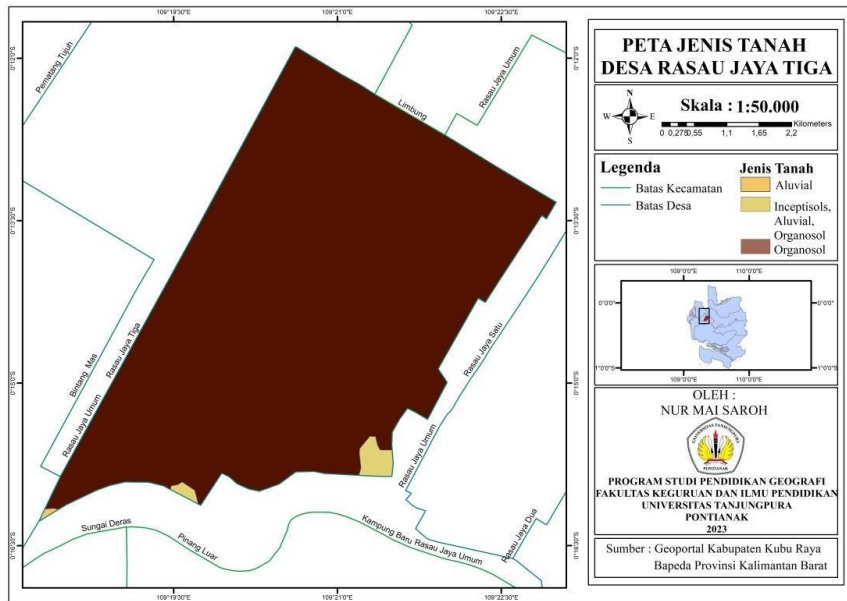 109°19'30"E
109°21'0"E
109°22'30"E
0°12'0"S
0°12'0"S
Pematang Tujuh
Limbung
Rasau Jaya Umum
0°13'30"S
0°13'30"S
Rasau Jaya Tiga
Bintang Mas
Rasau Jaya Umum
Rasau Jaya Satu
0°15'0"S
0°15'0"S
Rasau Jaya Umum
Sungai Deras
Pinang Luar
Kampung Baru Rasau Jaya Umum
Rasau Jaya Dua
0°16'30"S
0°16'30"S
109°19'30"E
109°21'0"E
109°22'30"E
PETA JENIS TANAH
DESA RASAU JAYA TIGA
N
W E
S
Skala : 1:50.000
Kilometers
0 0,275 0,55 1,1 1,65 2,2
Legenda
Batas Kecamatan
Batas Desa
Jenis Tanah
Aluvial
Inceptisols,
Aluvial,
Organosol
Organosol
109°0'0"E 110°0'0"E
0°0'0"S
0°0'0"S
1°0'0"S
1°0'0"S
109°0'0"E 110°0'0"E
OLEH :
NUR MAI SAROH
UNIVERSITAS TANJUNGPURA
PONTIANAK
PROGRAM STUDI PENDIDIKAN GEOGRAFI
FAKULTAS KEGURUAN DAN ILMU PENDIDIKAN
UNIVERSITAS TANJUNGPURA
PONTIANAK
2023
Sumber : Geoportal Kabupaten Kubu Raya
Bapeda Provinsi Kalimantan Barat